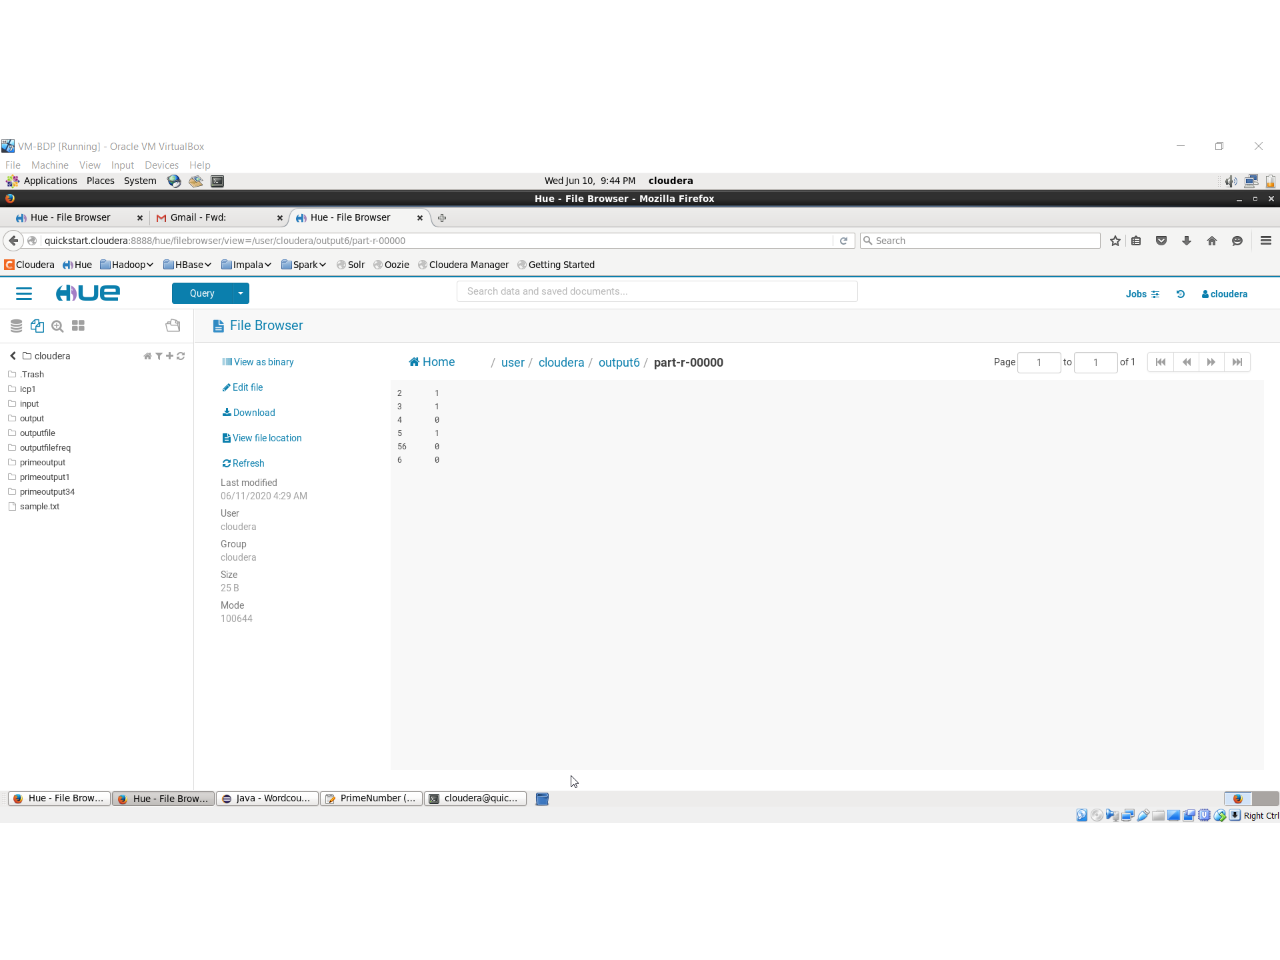 VM-BDP [Running] - Oracle VM VirtualBox
File Machine View Input Devices Help
Applications Places System Wed Jun 10, 9:44 PM cloudera
Hue - File Browser - Mozilla Firefox
Hue - File Browser Gmail - Fwd: Hue - File Browser
quickstart.cloudera:8888/hue/filebrowser/view=/user/cloudera/output6/part-r-00000 Search
Cloudera Hue Hadoop HBase Impala Spark Solr Oozie Cloudera Manager Getting Started
HUE Query Search data and saved documents... Jobs cloudera
File Browser
cloudera
.Trash
icp1
input
output
outputfile
outputfilefreq
primeoutput
primeoutput1
primeoutput34
sample.txt
View as binary
Edit file
Download
View file location
Refresh
Last modified
06/11/2020 4:29 AM
User
cloudera
Group
cloudera
Size
25 B
Mode
100644
Home / user / cloudera / output6 / part-r-00000 Page 1 to 1 of 1
2 1
3 1
4 0
5 1
56 0
6 0
Hue - File Brow... Hue - File Brow... Java - Wordcou... PrimeNumber (... cloudera@quic...
Right Ctrl